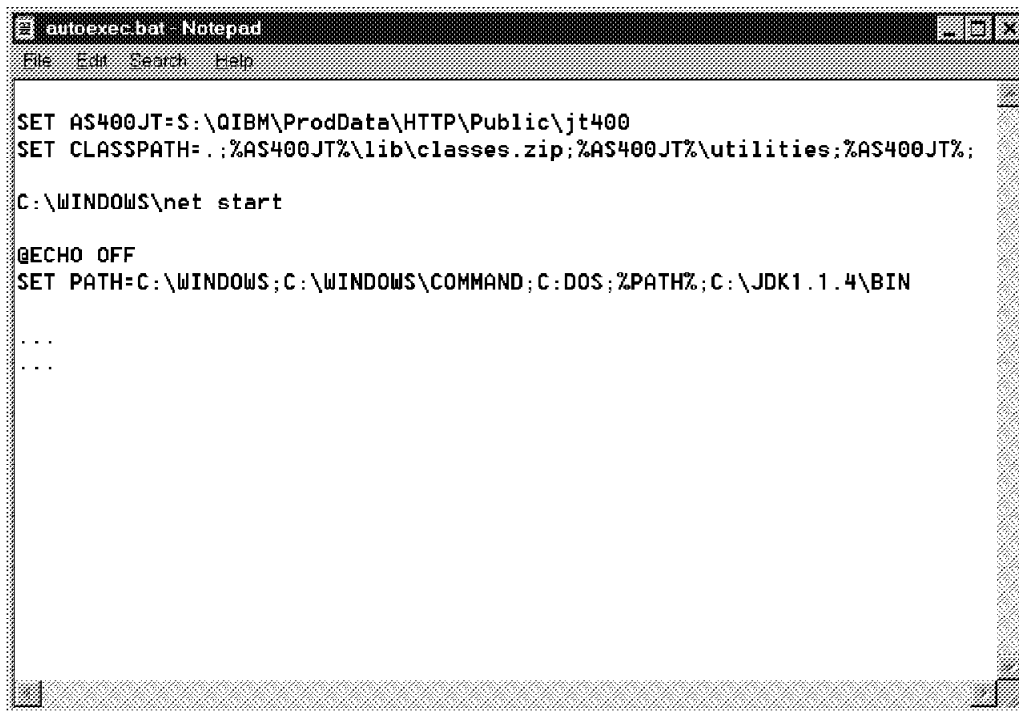 autoexec.bat - Notepad
File Edit Search Help
SET AS400JT=S:\QIBM\ProdData\HTTP\Public\jt400
SET CLASSPATH=.;%AS400JT%\lib\classes.zip;%AS400JT%\utilities;%AS400JT%;
C:\WINDOWS\net start
@ECHO OFF
SET PATH=C:\WINDOWS;C:\WINDOWS\COMMAND;C:DOS;%PATH%;C:\JDK1.1.4\BIN
...
...